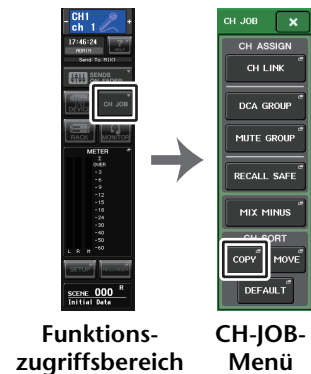 CH1
ch 1
17:46:24
ADMIN
HELP
Send To MIX1
SENDS
ON FADER
DEVICE
CH JOB
RACK
MONITOR
METER
Σ
OVER
-3
-6
-9
-12
-15
-18
-24
-30
-40
-50
-60
L R M
SETUP
RECORDER
SCENE 000 R
Initial Data
Funktions-
zugriffsbereich
CH JOB
CH ASSIGN
CH LINK
DCA GROUP
MUTE GROUP
RECALL SAFE
MIX MINUS
CH SORT
COPY
MOVE
DEFAULT
CH-JOB-
Menü